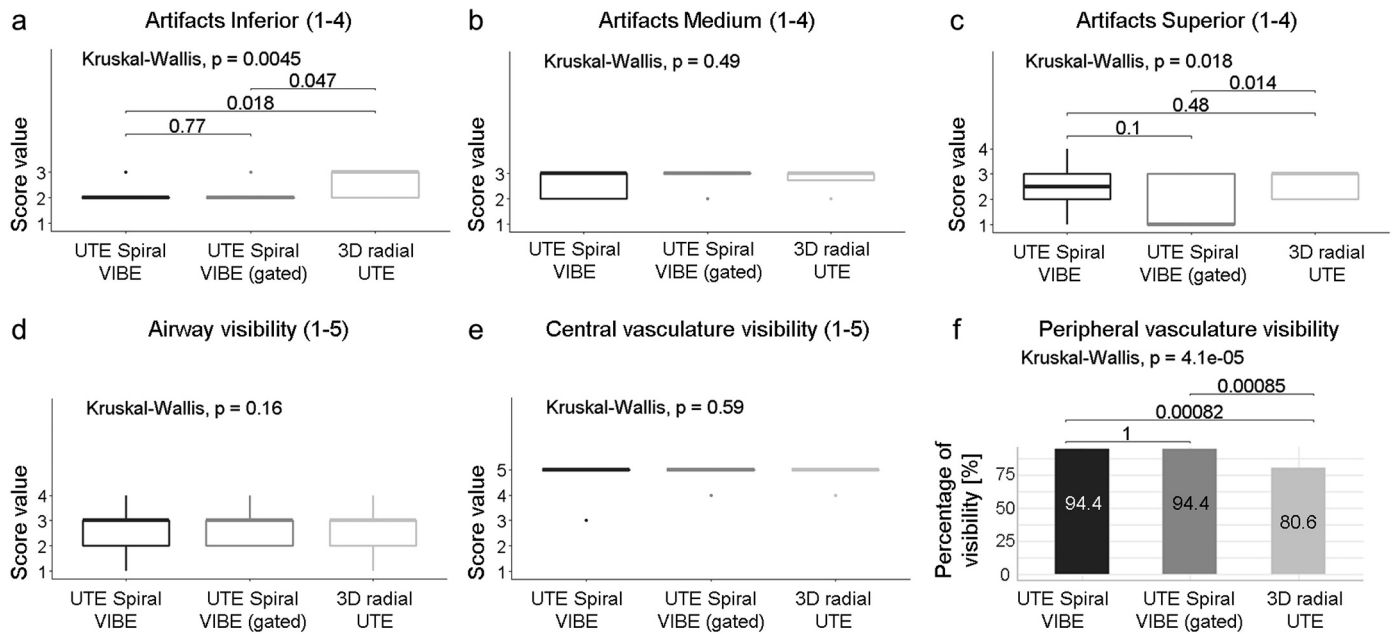 a
Artifacts Inferior (1-4)
Kruskal-Wallis, p = 0.0045
0.047
0.018
0.77
Score value
3
2
1
UTE Spiral
VIBE
UTE Spiral
VIBE (gated)
3D radial
UTE
b
Artifacts Medium (1-4)
Kruskal-Wallis, p = 0.49
Score value
3
2
1
UTE Spiral
VIBE
UTE Spiral
VIBE (gated)
3D radial
UTE
c
Artifacts Superior (1-4)
Kruskal-Wallis, p = 0.018
0.014
0.48
0.1
Score value
4
3
2
1
UTE Spiral
VIBE
UTE Spiral
VIBE (gated)
3D radial
UTE
d
Airway visibility (1-5)
Kruskal-Wallis, p = 0.16
Score value
4
3
2
1
UTE Spiral
VIBE
UTE Spiral
VIBE (gated)
3D radial
UTE
e
Central vasculature visibility (1-5)
Kruskal-Wallis, p = 0.59
Score value
5
4
3
2
1
UTE Spiral
VIBE
UTE Spiral
VIBE (gated)
3D radial
UTE
f
Peripheral vasculature visibility
Kruskal-Wallis, p = 4.1e-05
0.00085
0.00082
1
Percentage of
visibility [%]
75
50
25
0
94.4
94.4
80.6
UTE Spiral
VIBE
UTE Spiral
VIBE (gated)
3D radial
UTE